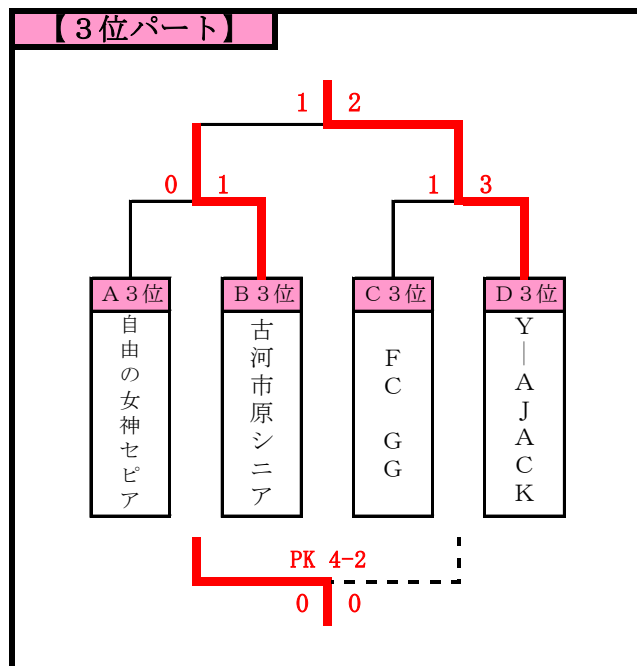 【３位パート】
1 2
0 1 1 3
Ａ３位 Ｂ３位 Ｃ３位 Ｄ３位
自由の女神セピア
古河市原シニア
ＦＣ　ＧＧ
Ｙ｜ＡＪＡＣＫ
PK 4-2
0 0